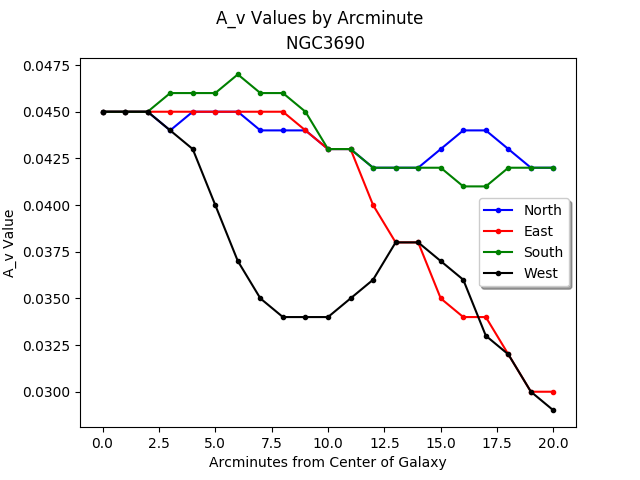 A_v Values by Arcminute
NGC3690
A_v Value
0.0475
0.0450
0.0425
0.0400
0.0375
0.0350
0.0325
0.0300
North
East
South
West
0.0 2.5 5.0 7.5 10.0 12.5 15.0 17.5 20.0
Arcminutes from Center of Galaxy